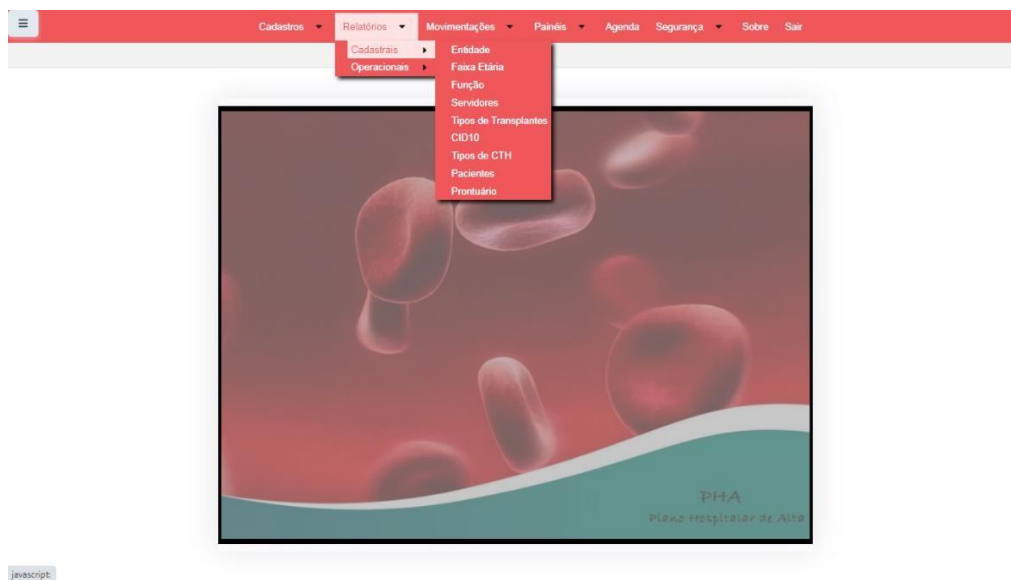 ≡
Cadastros Relatórios Movimentações Painéis Agenda Segurança Sobre Sair
Cadastrais Entidade
Operacionais Faixa Etária
Função
Servidores
Tipos de Transplantes
CID10
Tipos de CTH
Pacientes
Prontuário
PHA
Plano Hospitalar de Alta
javascript: